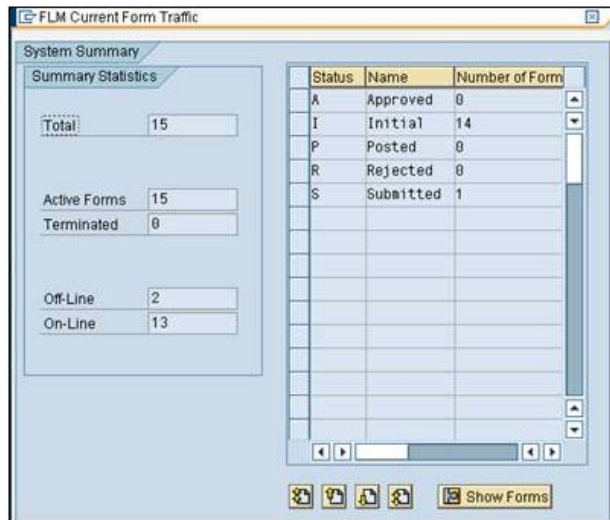 FLM Current Form Traffic
System Summary
Summary Statistics
Total 15
Active Forms 15
Terminated 0
Off-Line 2
On-Line 13
Status Name Number of Form
A Approved 0
I Initial 14
P Posted 0
R Rejected 0
S Submitted 1
Show Forms